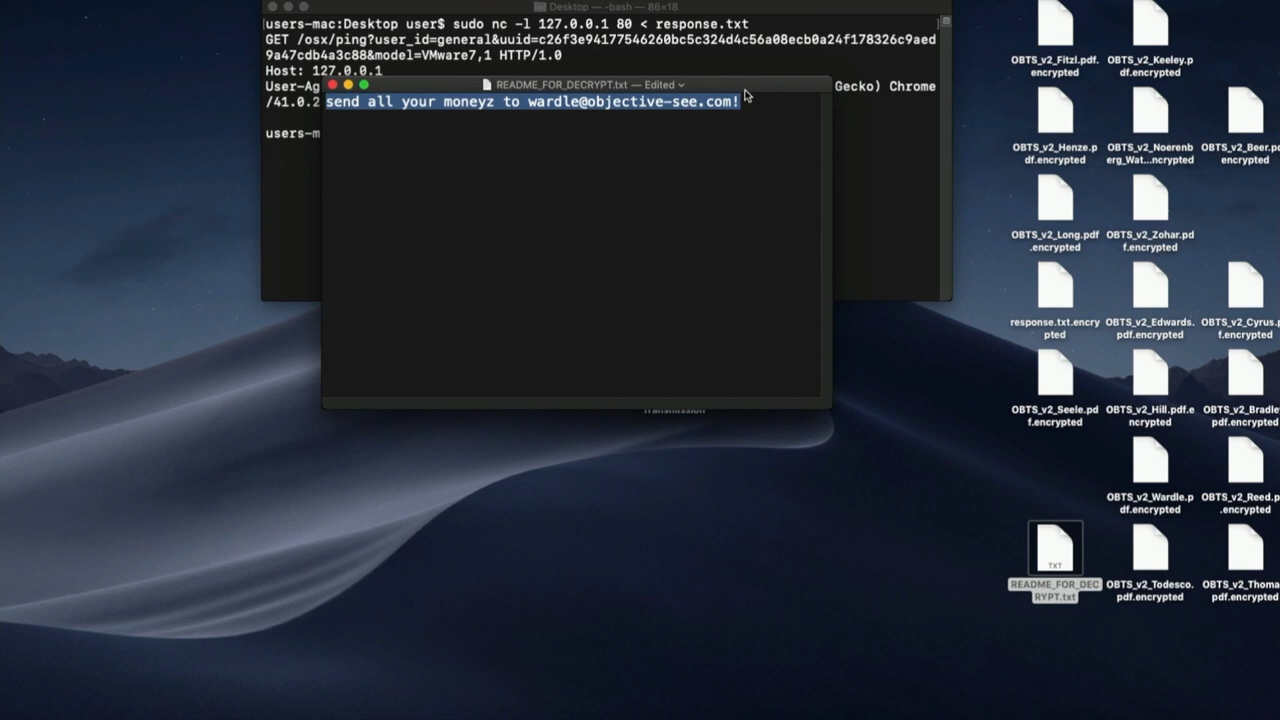 Desktop — -bash — 86×18
users-mac:Desktop user$ sudo nc -l 127.0.0.1 80 < response.txt
GET /osx/ping?user_id=general&uuid=c26f3e94177546260bc5c324d4c56a08ecb0a24f178326c9aed
9a47cdb4a3c88&model=VMware7,1 HTTP/1.0
Host: 127.0.0.1
User-Ag
Gecko) Chrome
/41.0.2
users-m
README_FOR_DECRYPT.txt — Edited
send all your moneyz to wardle@objective-see.com!
Transmission
OBTS_v2_Fitzl.pdf.
encrypted
OBTS_v2_Keeley.p
df.encrypted
OBTS_v2_Henze.p
df.encrypted
OBTS_v2_Noerenb
erg_Wat...ncrypted
OBTS_v2_Beer.pd
encrypted
OBTS_v2_Long.pdf
.encrypted
OBTS_v2_Zohar.pd
f.encrypted
response.txt.encry
pted
OBTS_v2_Edwards.
pdf.encrypted
OBTS_v2_Cyrus.p
f.encrypted
OBTS_v2_Seele.pd
f.encrypted
OBTS_v2_Hill.pdf.e
ncrypted
OBTS_v2_Bradle
pdf.encrypted
OBTS_v2_Wardle.p
df.encrypted
OBTS_v2_Reed.p
.encrypted
TXT
README_FOR_DEC
RYPT.txt
OBTS_v2_Todesco.
pdf.encrypted
OBTS_v2_Thoma
pdf.encrypted